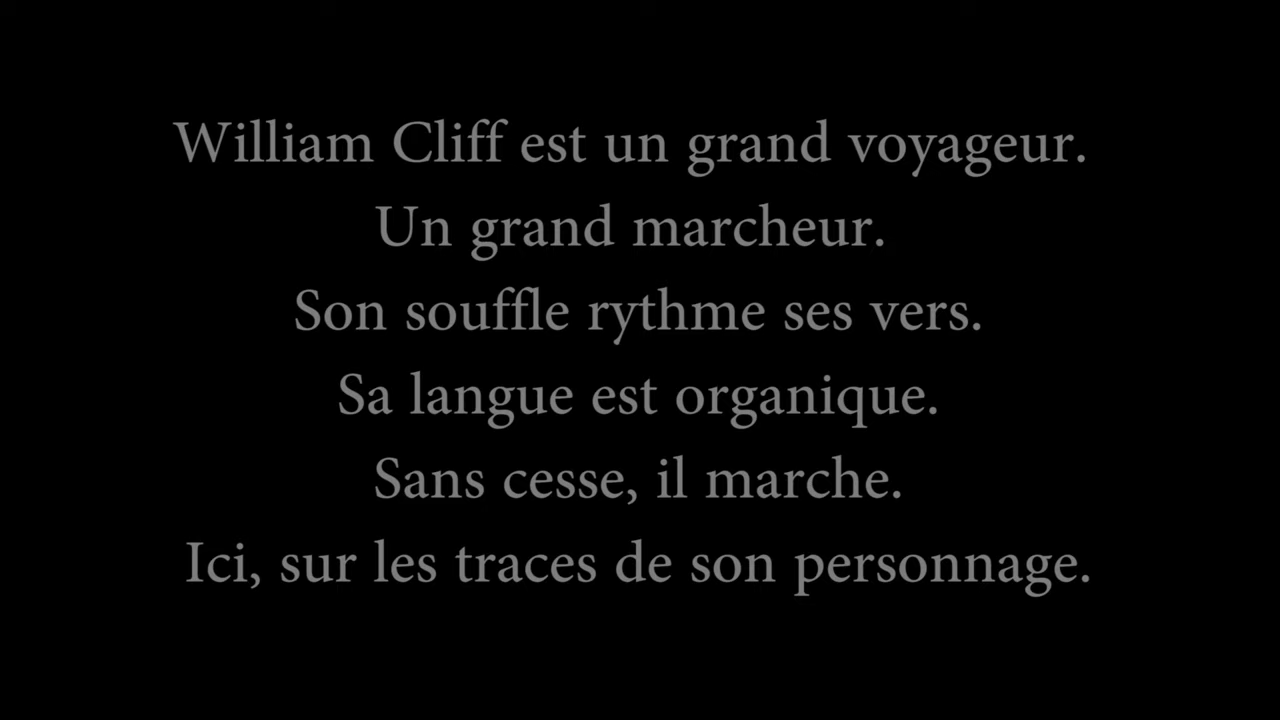 William Cliff est un grand voyageur.
Un grand marcheur.
Son souffle rythme ses vers.
Sa langue est organique.
Sans cesse, il marche.
Ici, sur les traces de son personnage.